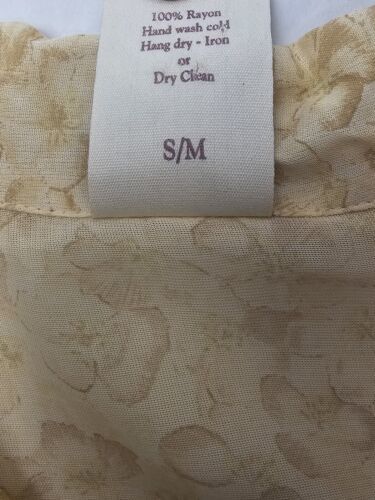 100% Rayon
Hand wash cold
Hang dry - Iron
or
Dry Clean
S/M